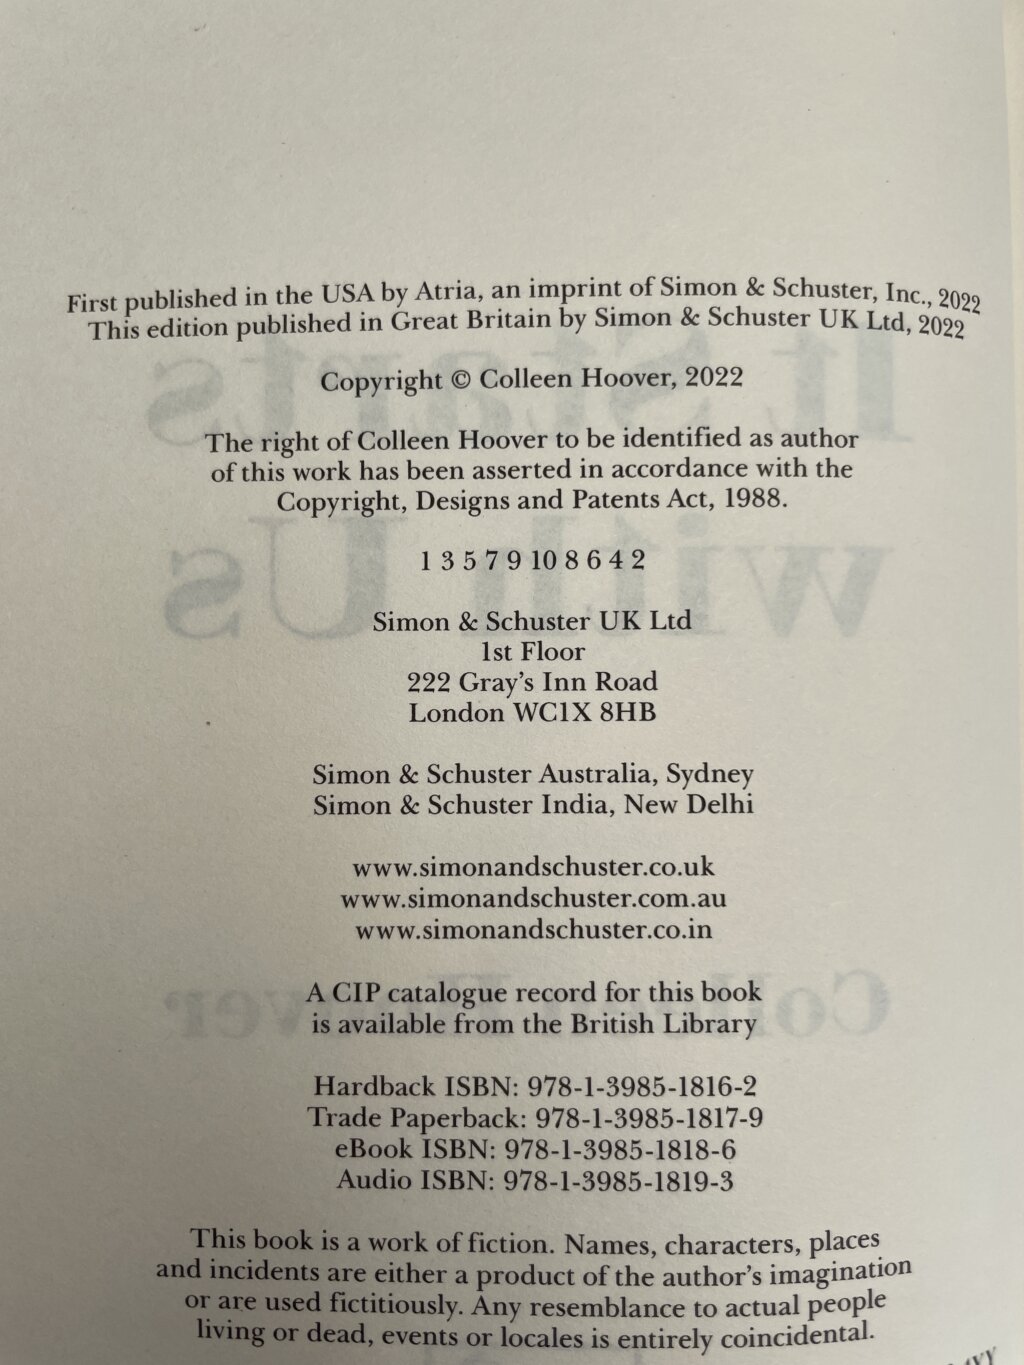 First published in the USA by Atria, an imprint of Simon & Schuster, Inc., 2022
This edition published in Great Britain by Simon & Schuster UK Ltd, 2022
Copyright © Colleen Hoover, 2022
The right of Colleen Hoover to be identified as author
of this work has been asserted in accordance with the
Copyright, Designs and Patents Act, 1988.
1 3 5 7 9 10 8 6 4 2
Simon & Schuster UK Ltd
1st Floor
222 Gray’s Inn Road
London WC1X 8HB
Simon & Schuster Australia, Sydney
Simon & Schuster India, New Delhi
www.simonandschuster.co.uk
www.simonandschuster.com.au
www.simonandschuster.co.in
A CIP catalogue record for this book
is available from the British Library
Hardback ISBN: 978-1-3985-1816-2
Trade Paperback: 978-1-3985-1817-9
eBook ISBN: 978-1-3985-1818-6
Audio ISBN: 978-1-3985-1819-3
This book is a work of fiction. Names, characters, places
and incidents are either a product of the author’s imagination
or are used fictitiously. Any resemblance to actual people
living or dead, events or locales is entirely coincidental.
It Starts
with Us
Colleen Hoover